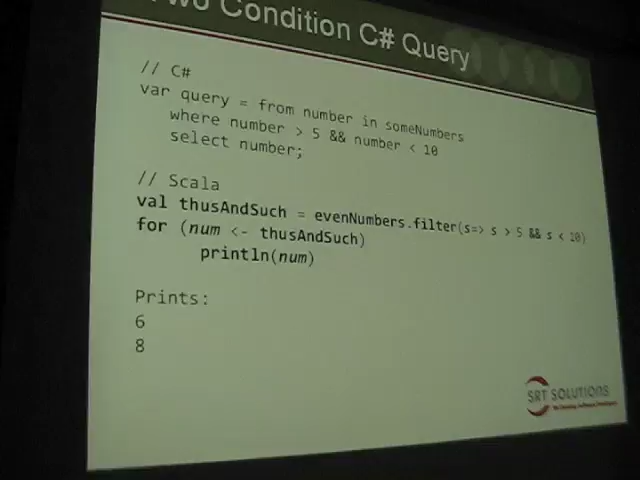 Two Condition C# Query
// C#
var query = from number in someNumbers
where number > 5 && number < 10
select number;
// Scala
val thusAndSuch = evenNumbers.filter(s=> s > 5 && s < 10)
for (num <- thusAndSuch)
println(num)
Prints:
6
8
SRT SOLUTIONS